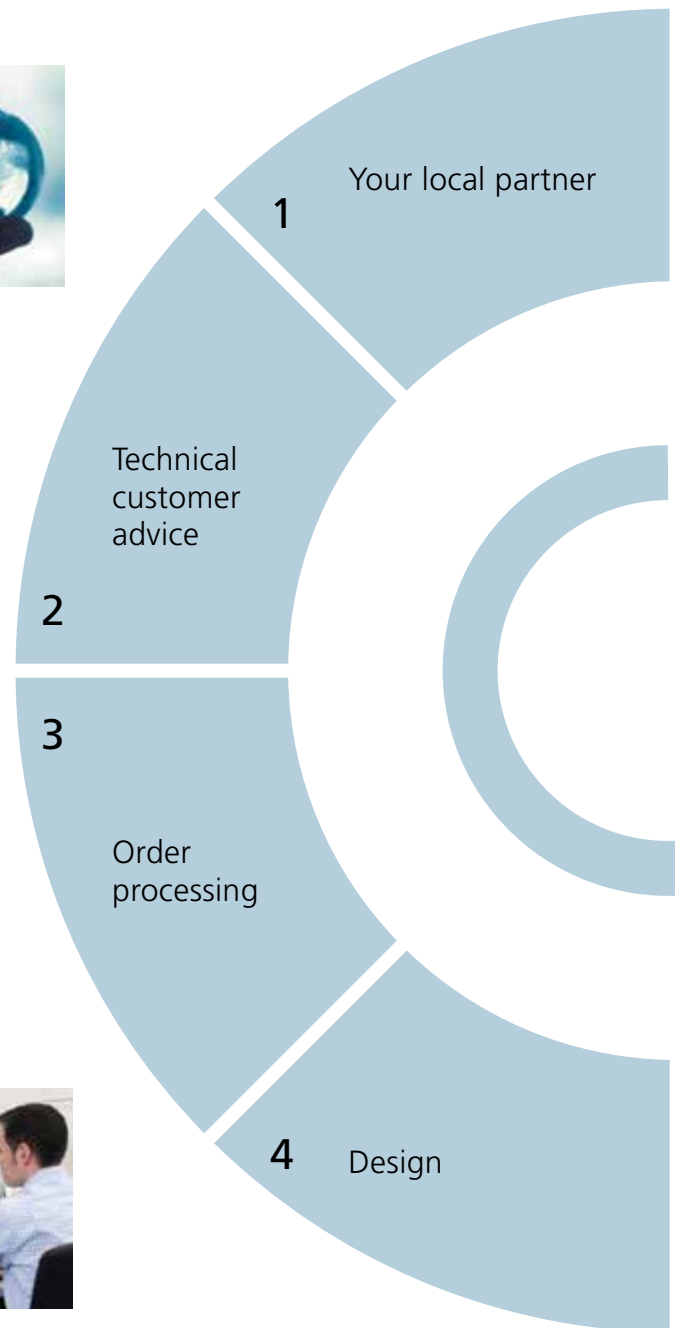 1
Your local partner
2
Technical
customer
advice
3
Order
processing
4
Design